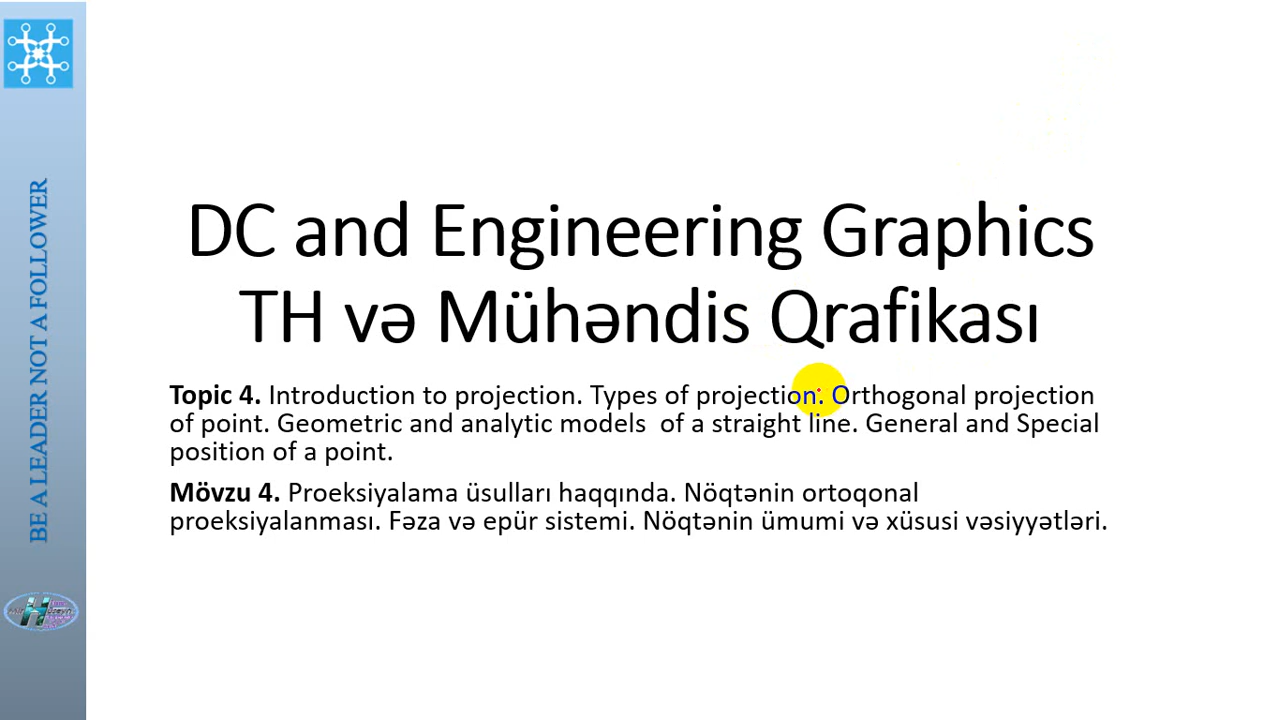 BE A LEADER NOT A FOLLOWER
DC and Engineering Graphics
TH və Mühəndis Qrafikası
Topic 4. Introduction to projection. Types of projection. Orthogonal projection
of point. Geometric and analytic models  of a straight line. General and Special
position of a point.
Mövzu 4. Proeksiyalama üsulları haqqında. Nöqtənin ortoqonal
proeksiyalanması. Fəza və epür sistemi. Nöqtənin ümumi və xüsusi vəsiyyətləri.